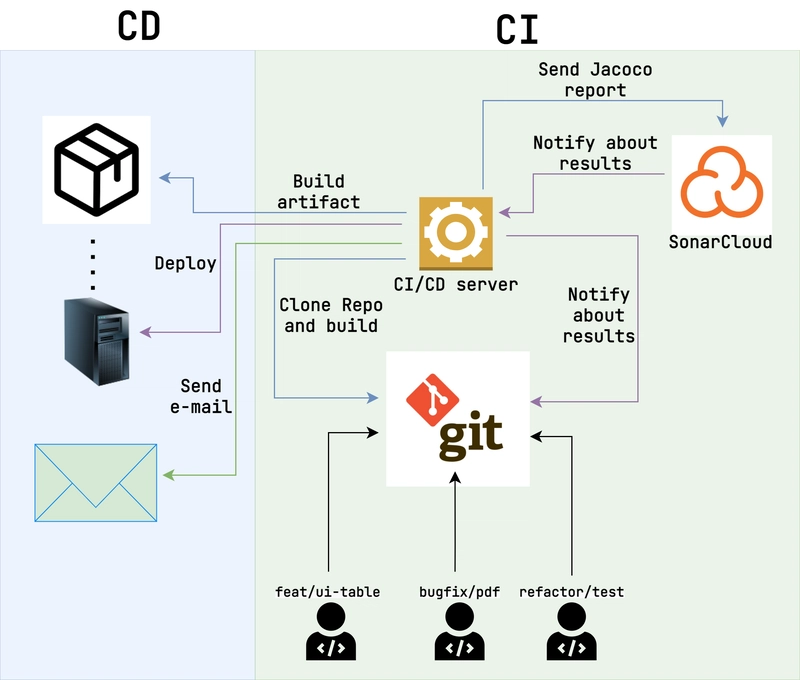 CD
CI
Send Jacoco
report
Notify about
results
SonarCloud
Build
artifact
CI/CD server
Deploy
Clone Repo
and build
Notify
about
results
Send
e-mail
git
feat/ui-table
bugfix/pdf
refactor/test
</>
</>
</>